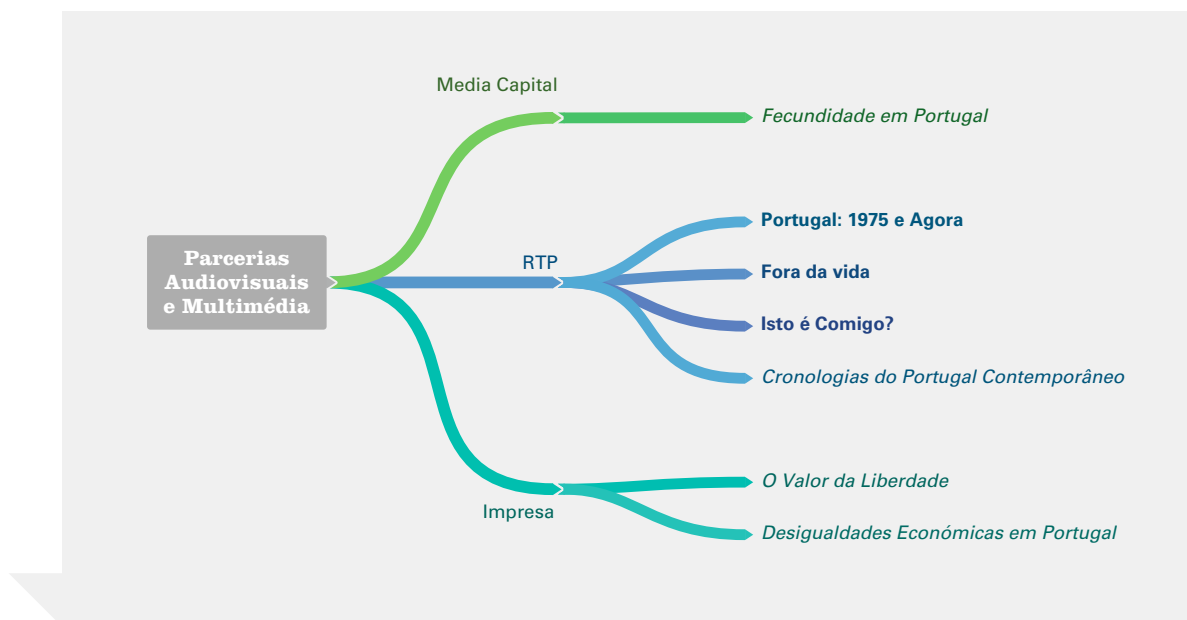 Parcerias
Audiovisuais
e Multimédia
Media Capital
Fecundidade em Portugal
RTP
Portugal: 1975 e Agora
Fora da vida
Isto é Comigo?
Cronologias do Portugal Contemporâneo
Impresa
O Valor da Liberdade
Desigualdades Económicas em Portugal